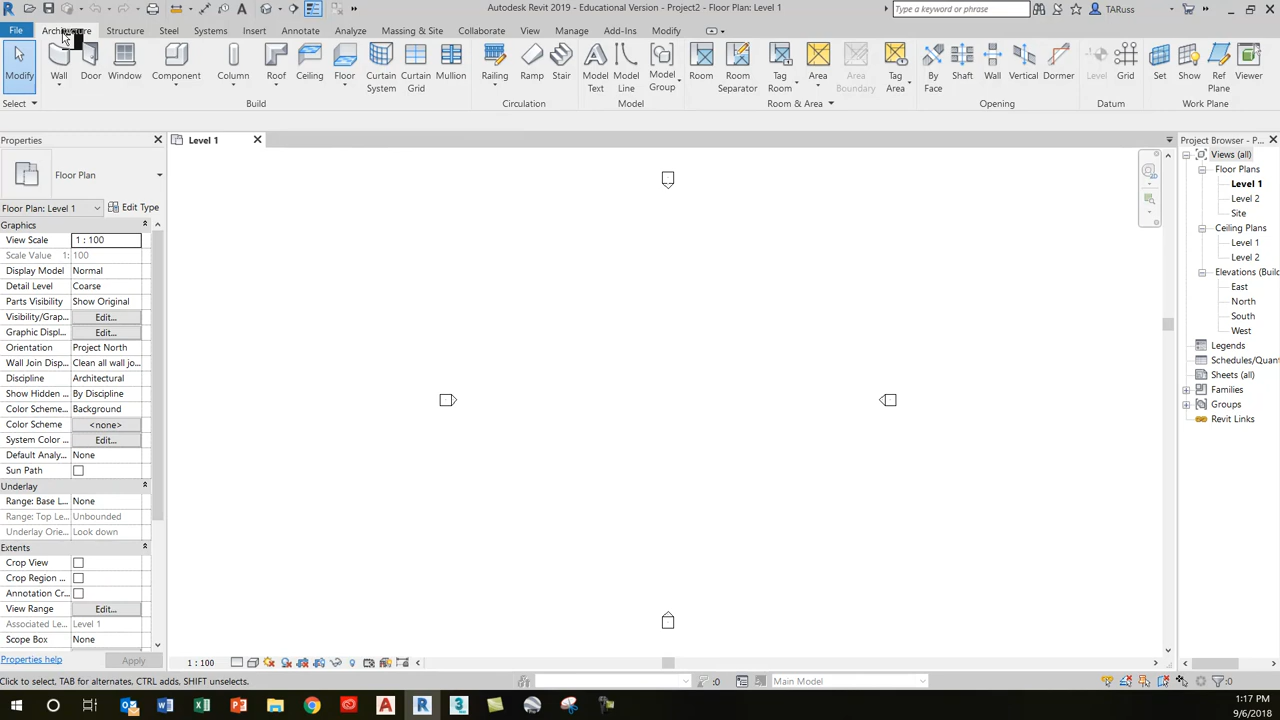 Autodesk Revit 2019 - Educational Version - Project2 - Floor Plan: Level 1
Type a keyword or phrase
TARuss
File Architecture Structure Steel Systems Insert Annotate Analyze Massing & Site Collaborate View Manage Add-Ins Modify
Modify Wall Door Window Component Column Roof Ceiling Floor Curtain System Curtain Grid Mullion Railing Ramp Stair Model Text Model Line Model Group Room Room Separator Tag Room Area Area Boundary Tag Area By Face Shaft Wall Vertical Dormer Level Grid Set Show Ref Plane Viewer
Select Build Circulation Model Room & Area Opening Datum Work Plane
Properties
Level 1
Project Browser - P...
Floor Plan
Floor Plan: Level 1 Edit Type
Graphics
View Scale 1 : 100
Scale Value 1: 100
Display Model Normal
Detail Level Coarse
Parts Visibility Show Original
Visibility/Grap... Edit...
Graphic Displ... Edit...
Orientation Project North
Wall Join Disp... Clean all wall jo...
Discipline Architectural
Show Hidden ... By Discipline
Color Scheme... Background
Color Scheme <none>
System Color ... Edit...
Default Analy... None
Sun Path
Underlay
Range: Base L... None
Range: Top Le... Unbounded
Underlay Orie... Look down
Extents
Crop View
Crop Region ...
Annotation Cr...
View Range Edit...
Associated Le... Level 1
Scope Box None
Properties help Apply
Views (all)
Floor Plans
Level 1
Level 2
Site
Ceiling Plans
Level 1
Level 2
Elevations (Buil
East
North
South
West
Legends
Schedules/Quan
Sheets (all)
Families
Groups
Revit Links
1 : 100
Click to select, TAB for alternates, CTRL adds, SHIFT unselects.
:0
Main Model
:0
1:17 PM
9/6/2018